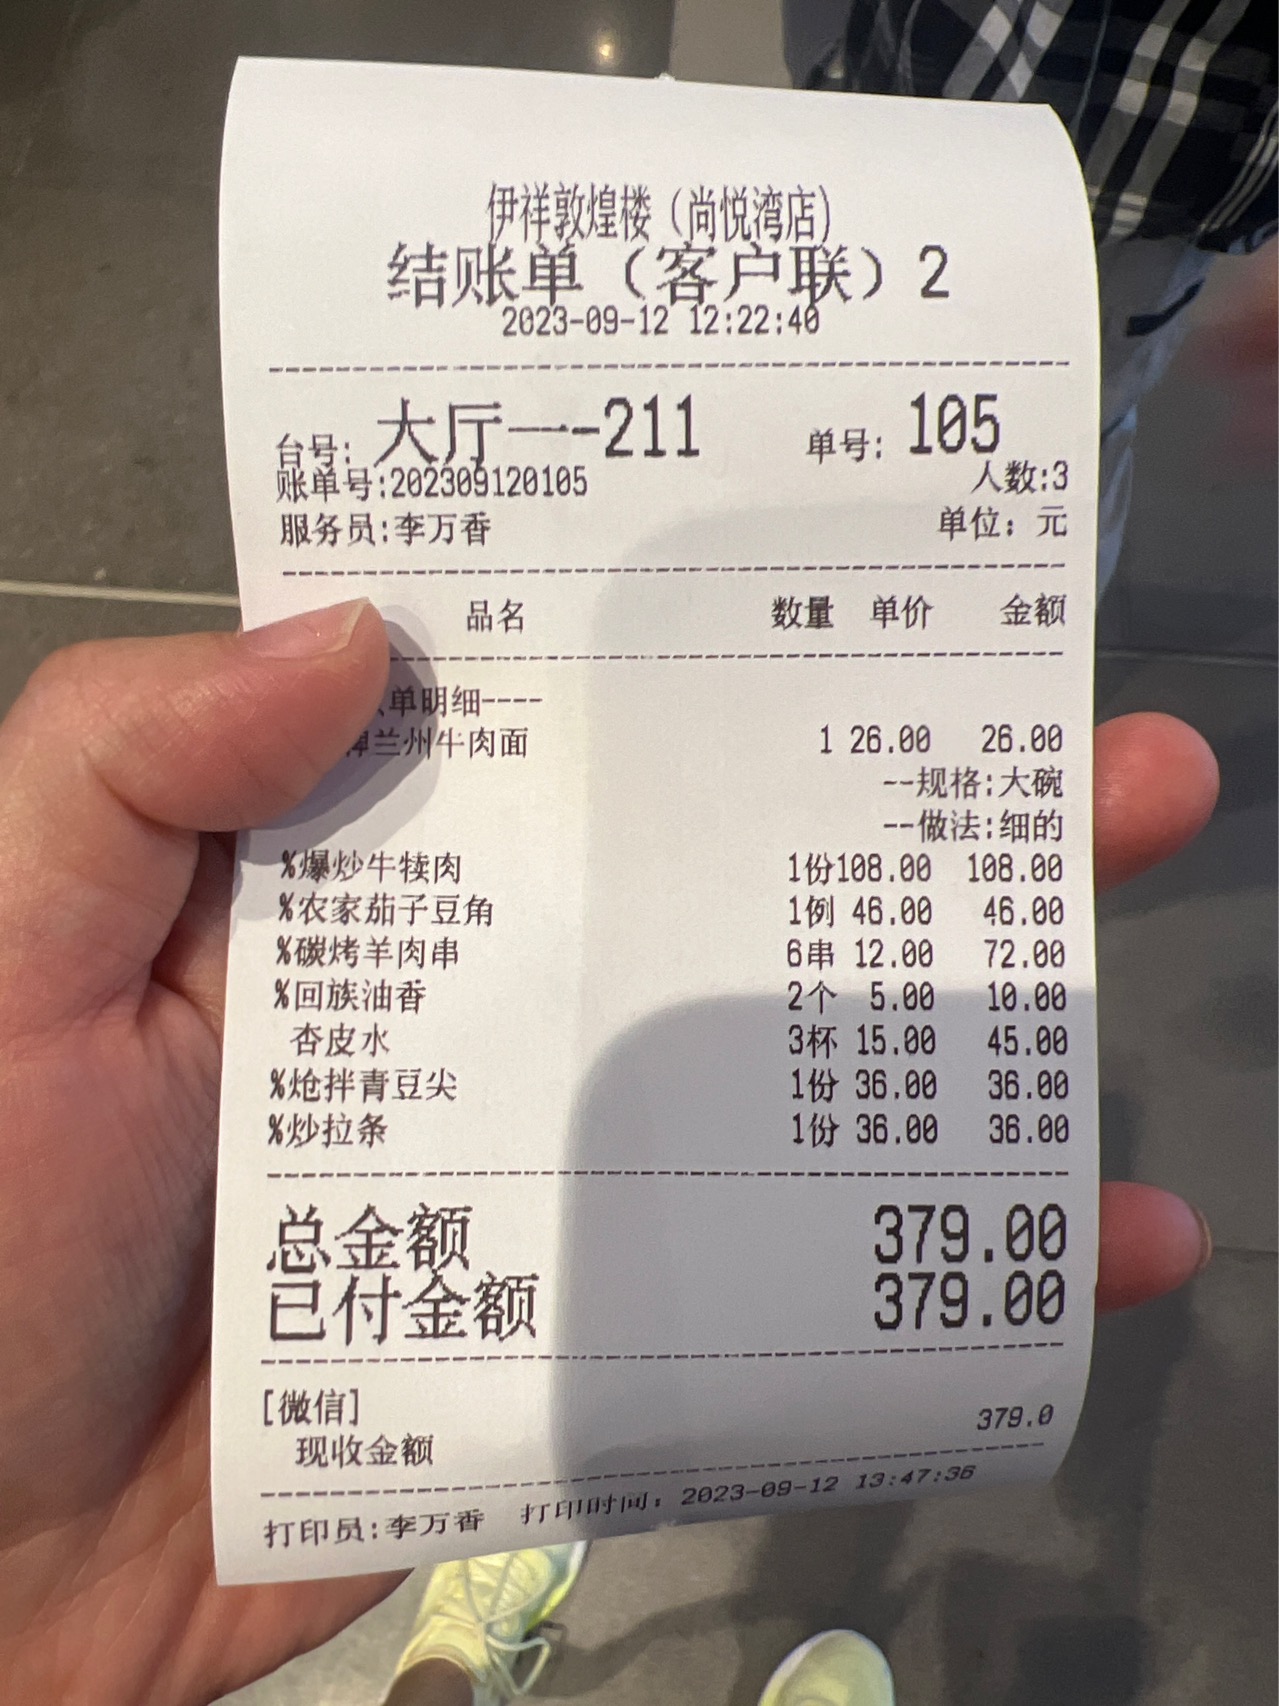 伊祥敦煌楼（尚悦湾店）
结账单（客户联）2
2023-09-12 12:22:40
台号: 大厅一-211 单号: 105
账单号:202309120105 人数:3
服务员:李万香 单位: 元
品名 数量 单价 金额
单明细----
兰州牛肉面 1 26.00 26.00
--规格:大碗
--做法:细的
%爆炒牛犊肉 1份108.00 108.00
%农家茄子豆角 1例 46.00 46.00
%碳烤羊肉串 6串 12.00 72.00
%回族油香 2个 5.00 10.00
杏皮水 3杯 15.00 45.00
%炝拌青豆尖 1份 36.00 36.00
%炒拉条 1份 36.00 36.00
总金额 379.00
已付金额 379.00
[微信]
现收金额 379.0
打印员:李万香 打印时间: 2023-09-12 13:47:36